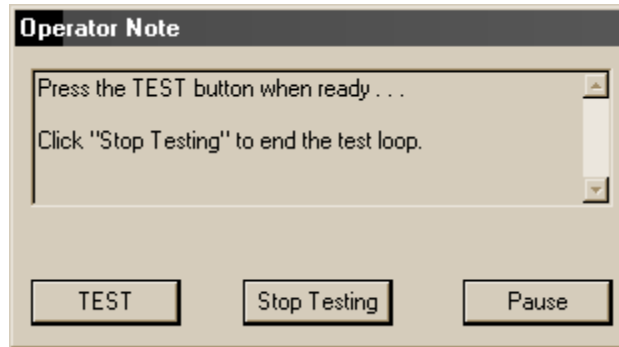 Operator Note
Press the TEST button when ready . . .
Click "Stop Testing" to end the test loop.
TEST
Stop Testing
Pause